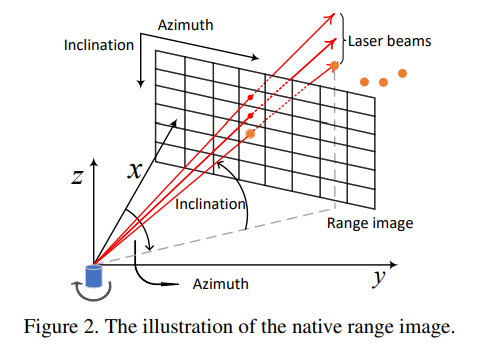 Azimuth
Inclination
Laser beams
z
x
Inclination
Range image
Azimuth
y
Figure 2. The illustration of the native range image.